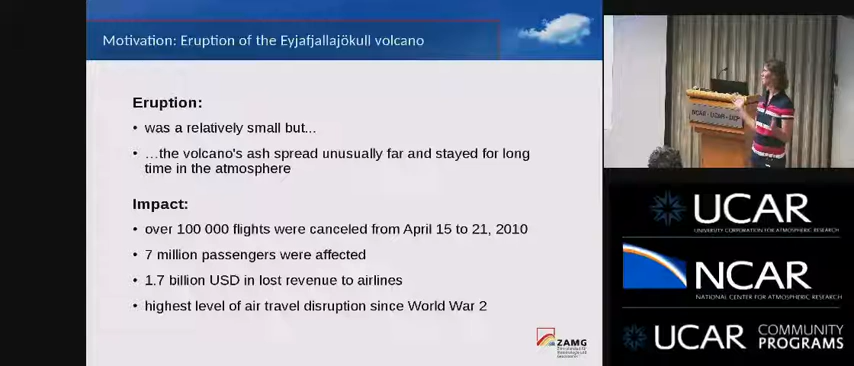 Motivation: Eruption of the Eyjafjallajökull volcano
Eruption:
• was a relatively small but...
• ...the volcano's ash spread unusually far and stayed for long
time in the atmosphere
Impact:
• over 100 000 flights were canceled from April 15 to 21, 2010
• 7 million passengers were affected
• 1.7 billion USD in lost revenue to airlines
• highest level of air travel disruption since World War 2
ZAMG
NCAR - UCAR - UCP
UCAR
UNIVERSITY CORPORATION FOR ATMOSPHERIC RESEARCH
NCAR
NATIONAL CENTER FOR ATMOSPHERIC RESEARCH
UCAR COMMUNITY
PROGRAMS